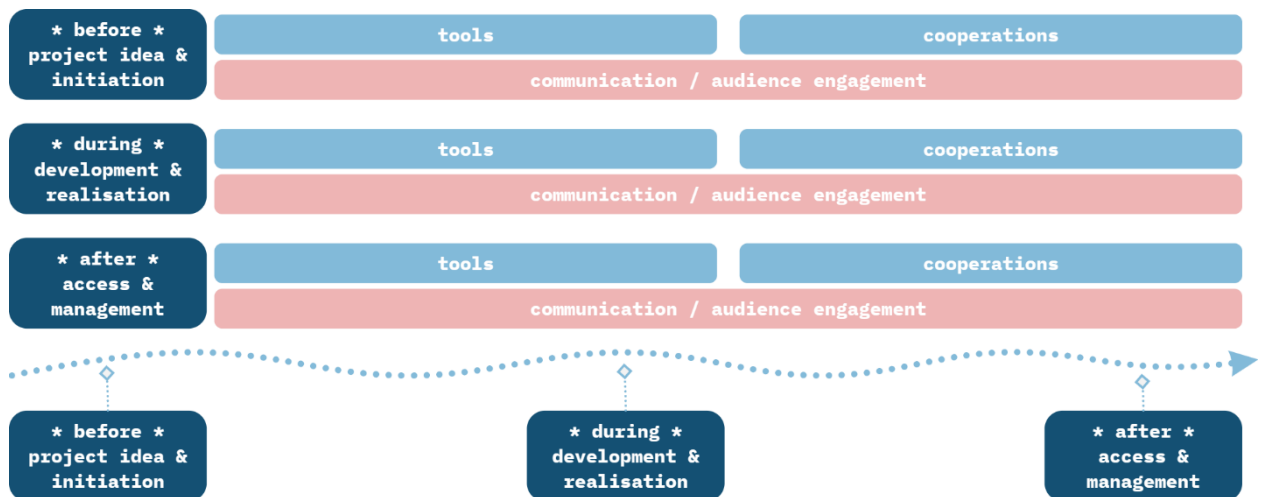 * before *
project idea &
initiation
tools
cooperations
communication / audience engagement
* during *
development &
realisation
tools
cooperations
communication / audience engagement
* after *
access &
management
tools
cooperations
communication / audience engagement
* before *
project idea &
initiation
* during *
development &
realisation
* after *
access &
management